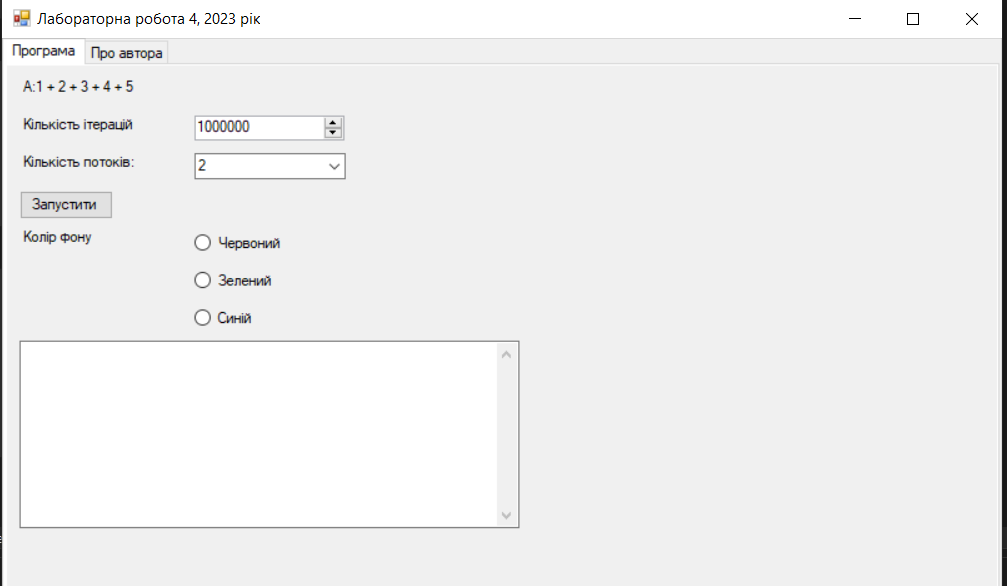 Лабораторна робота 4, 2023 рік
Програма Про автора
A:1 + 2 + 3 + 4 + 5
Кількість ітерацій 1000000
Кількість потоків: 2
Запустити
Колір фону Червоний
Зелений
Синій